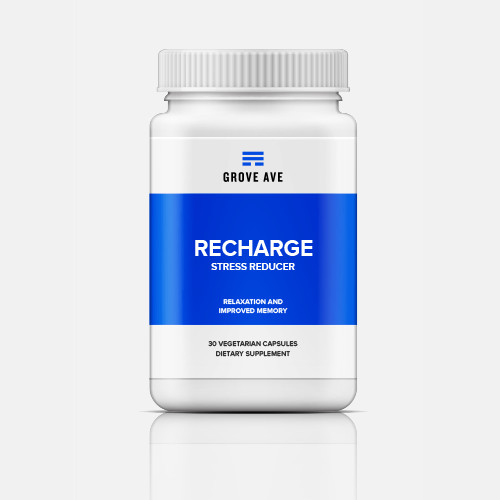 GROVE AVE
RECHARGE
STRESS REDUCER
RELAXATION AND
IMPROVED MEMORY
30 VEGETARIAN CAPSULES
DIETARY SUPPLEMENT